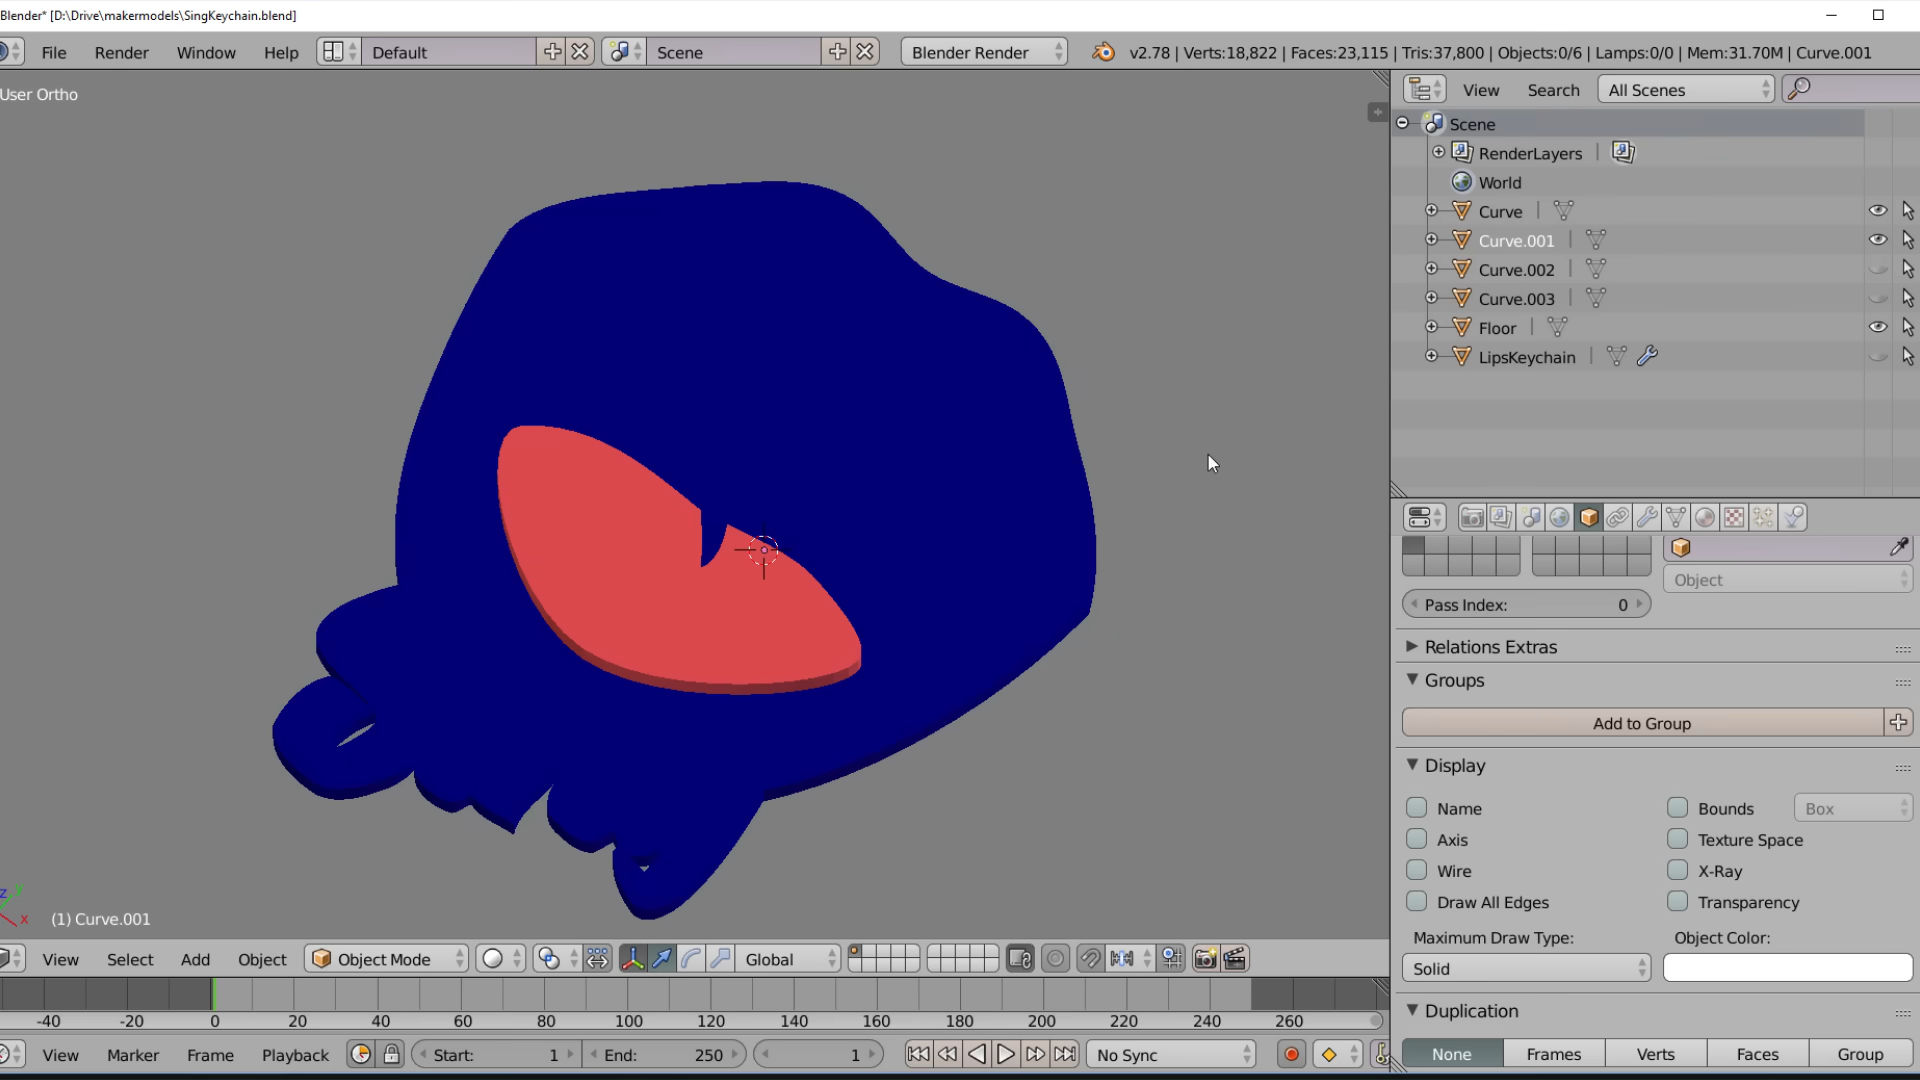 Blender* [D:\Drive\makermodels\SingKeychain.blend]
File Render Window Help Default Scene Blender Render v2.78 | Verts:18,822 | Faces:23,115 | Tris:37,800 | Objects:0/6 | Lamps:0/0 | Mem:31.70M | Curve.001
User Ortho
View Search All Scenes
Scene
RenderLayers
World
Curve
Curve.001
Curve.002
Curve.003
Floor
LipsKeychain
Object
Pass Index: 0
Relations Extras
Groups
Add to Group
Display
Name Bounds Box
Axis Texture Space
Wire X-Ray
Draw All Edges Transparency
Maximum Draw Type: Object Color:
Solid
Duplication
None Frames Verts Faces Group
z y x
(1) Curve.001
View Select Add Object Object Mode Global
-40 -20 0 20 40 60 80 100 120 140 160 180 200 220 240 260
View Marker Frame Playback Start: 1 End: 250 1 No Sync